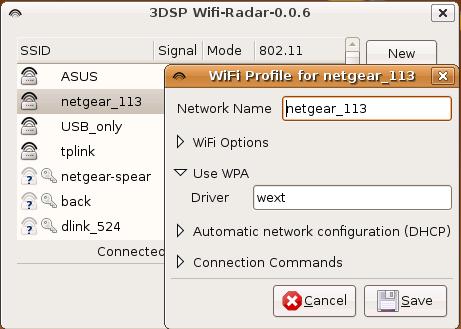 3DSP Wifi-Radar-0.0.6
SSID Signal Mode 802.11
New
ASUS
netgear_113
USB_only
tplink
netgear-spear
back
dlink_524
Connected
WiFi Profile for netgear_113
Network Name netgear_113
WiFi Options
Use WPA
Driver wext
Automatic network configuration (DHCP)
Connection Commands
Cancel Save